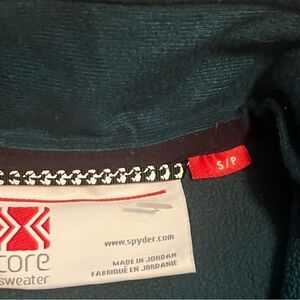 S/P
www.spyder.com
core
sweater
MADE IN JORDAN
FABRIQUÉ EN JORDANIE